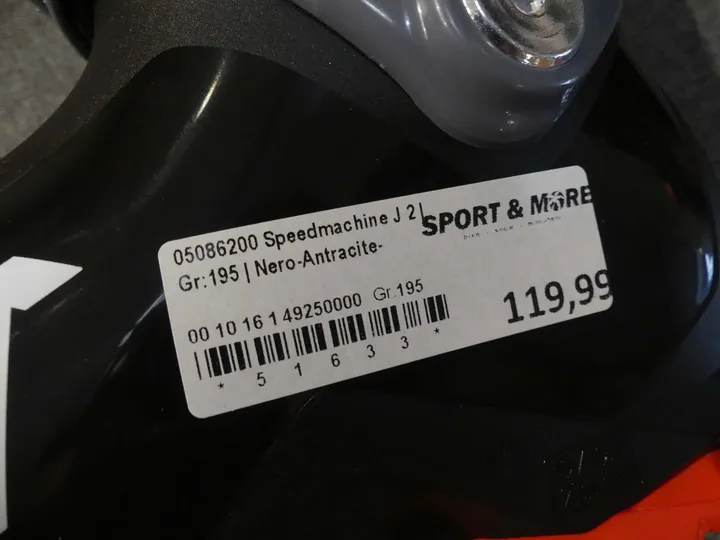 05086200 Speedmachine J 2|
Gr:195 | Nero-Antracite-
SPORT & MORE
00 10 16 1 49250000 Gr.195
119,99
* 5 1 6 3 3 *